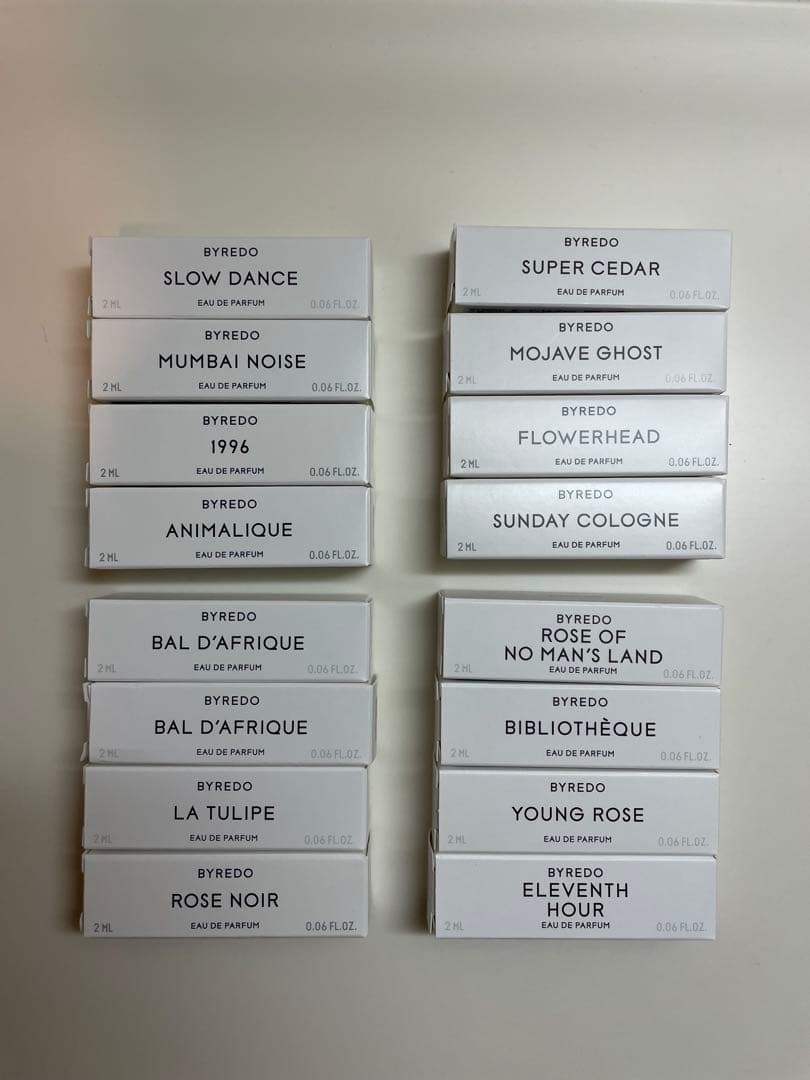 BYREDO
SLOW DANCE
2 ML EAU DE PARFUM 0.06 FL.OZ.
BYREDO
MUMBAI NOISE
2 ML EAU DE PARFUM 0.06 FL.OZ.
BYREDO
1996
2 ML EAU DE PARFUM 0.06 FL.OZ.
BYREDO
ANIMALIQUE
2 ML EAU DE PARFUM 0.06 FL.OZ.
BYREDO
SUPER CEDAR
2 ML EAU DE PARFUM 0.06 FL.OZ.
BYREDO
MOJAVE GHOST
2 ML EAU DE PARFUM 0.06 FL.OZ.
BYREDO
FLOWERHEAD
2 ML EAU DE PARFUM 0.06 FL.OZ.
BYREDO
SUNDAY COLOGNE
2 ML EAU DE PARFUM 0.06 FL.OZ.
BYREDO
BAL D'AFRIQUE
2 ML EAU DE PARFUM 0.06 FL.OZ.
BYREDO
BAL D'AFRIQUE
2 ML EAU DE PARFUM 0.06 FL.OZ.
BYREDO
LA TULIPE
2 ML EAU DE PARFUM 0.06 FL.OZ.
BYREDO
ROSE NOIR
2 ML EAU DE PARFUM 0.06 FL.OZ.
BYREDO
ROSE OF
NO MAN'S LAND
2 ML EAU DE PARFUM 0.06 FL.OZ.
BYREDO
BIBLIOTHÈQUE
2 ML EAU DE PARFUM 0.06 FL.OZ.
BYREDO
YOUNG ROSE
2 ML EAU DE PARFUM 0.06 FL.OZ.
BYREDO
ELEVENTH
HOUR
2 ML EAU DE PARFUM 0.06 FL.OZ.